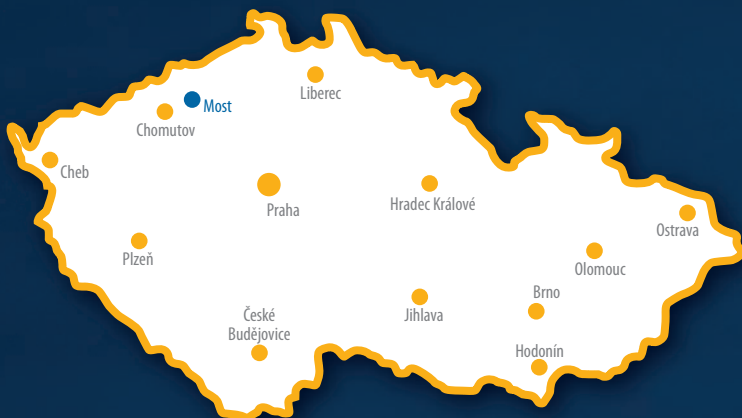 Liberec
Most
Chomutov
Cheb
Praha
Hradec Králové
Ostrava
Plzeň
Olomouc
Brno
České
Budějovice
Jihlava
Hodonín